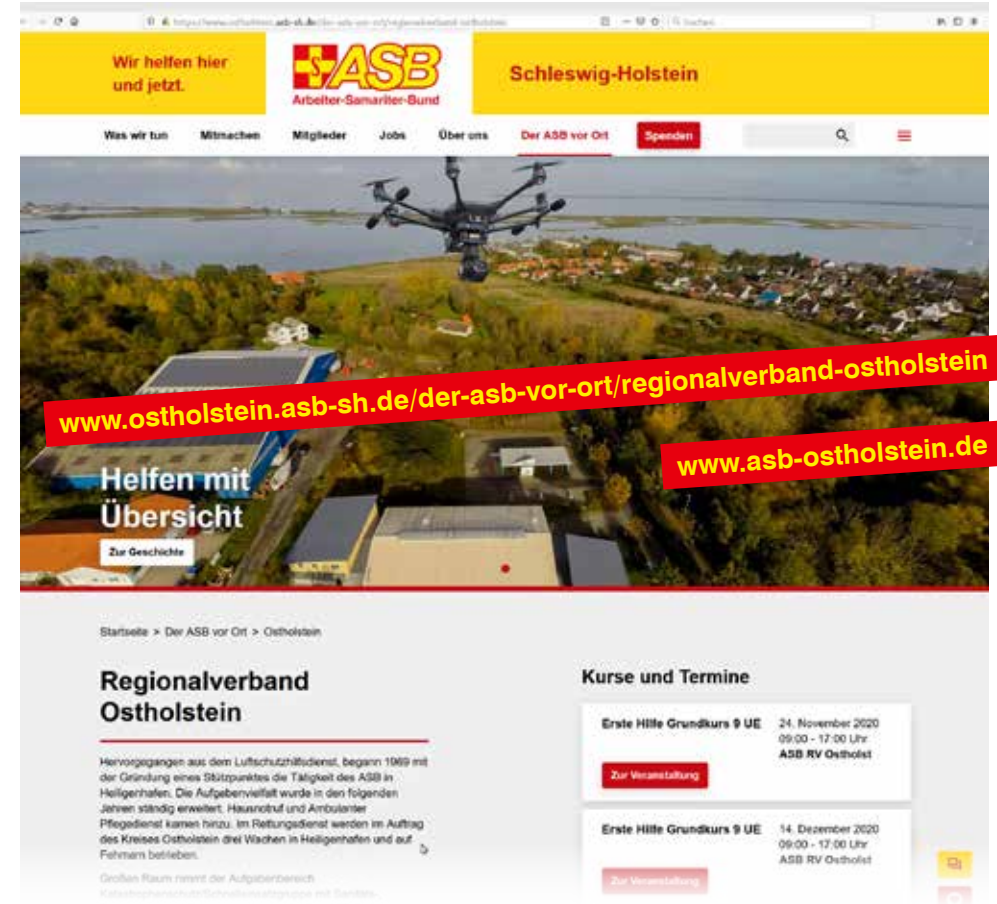 Wir helfen hier
und jetzt.
ASB
Arbeiter-Samariter-Bund
Schleswig-Holstein
Was wir tun Mitmachen Mitglieder Jobs Über uns Der ASB vor Ort Spenden
www.ostholstein.asb-sh.de/der-asb-vor-ort/regionalverband-ostholstein
www.asb-ostholstein.de
Helfen mit
Übersicht
Zur Geschichte
Startseite > Der ASB vor Ort > Ostholstein
Regionalverband
Ostholstein
Hervorgegangen aus dem Luftschutzhilfsdienst, begann 1969 mit
der Gründung eines Stützpunktes die Tätigkeit des ASB in
Heiligenhafen. Die Aufgabenvielfalt wurde in den folgenden
Jahren ständig erweitert. Hausnotruf und Ambulanter
Pflegedienst kamen hinzu. Im Rettungsdienst werden im Auftrag
des Kreises Ostholstein drei Wachen in Heiligenhafen und auf
Fehmarn betrieben.
Großen Raum nimmt der Aufgabenbereich
Kurse und Termine
Erste Hilfe Grundkurs 9 UE
24. November 2020
09:00 - 17:00 Uhr
ASB RV Ostholst
Zur Veranstaltung
Erste Hilfe Grundkurs 9 UE
14. Dezember 2020
09:00 - 17:00 Uhr
ASB RV Ostholst
Zur Veranstaltung